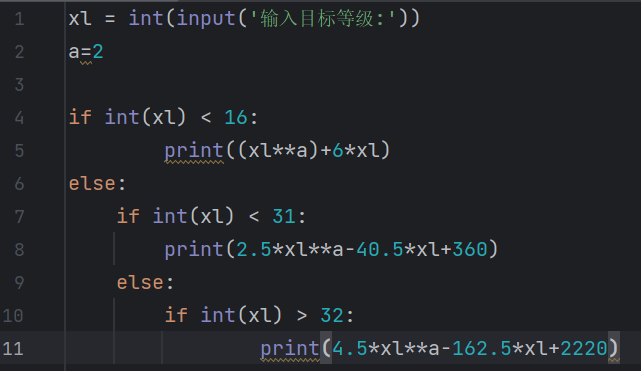 1 xl = int(input('输入目标等级:'))
2 a=2
3
4 if int(xl) < 16:
5         print((xl**a)+6*xl)
6 else:
7     if int(xl) < 31:
8         print(2.5*xl**a-40.5*xl+360)
9     else:
10         if int(xl) > 32:
11                 print(4.5*xl**a-162.5*xl+2220)